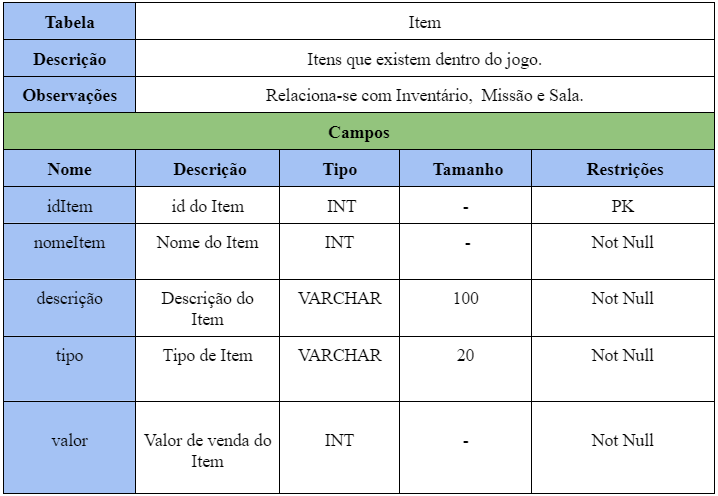 Tabela Item
Descrição Itens que existem dentro do jogo.
Observações Relaciona-se com Inventário, Missão e Sala.
Campos
Nome Descrição Tipo Tamanho Restrições
idItem id do Item INT - PK
nomeItem Nome do Item INT - Not Null
descrição Descrição do Item VARCHAR 100 Not Null
tipo Tipo de Item VARCHAR 20 Not Null
valor Valor de venda do Item INT - Not Null